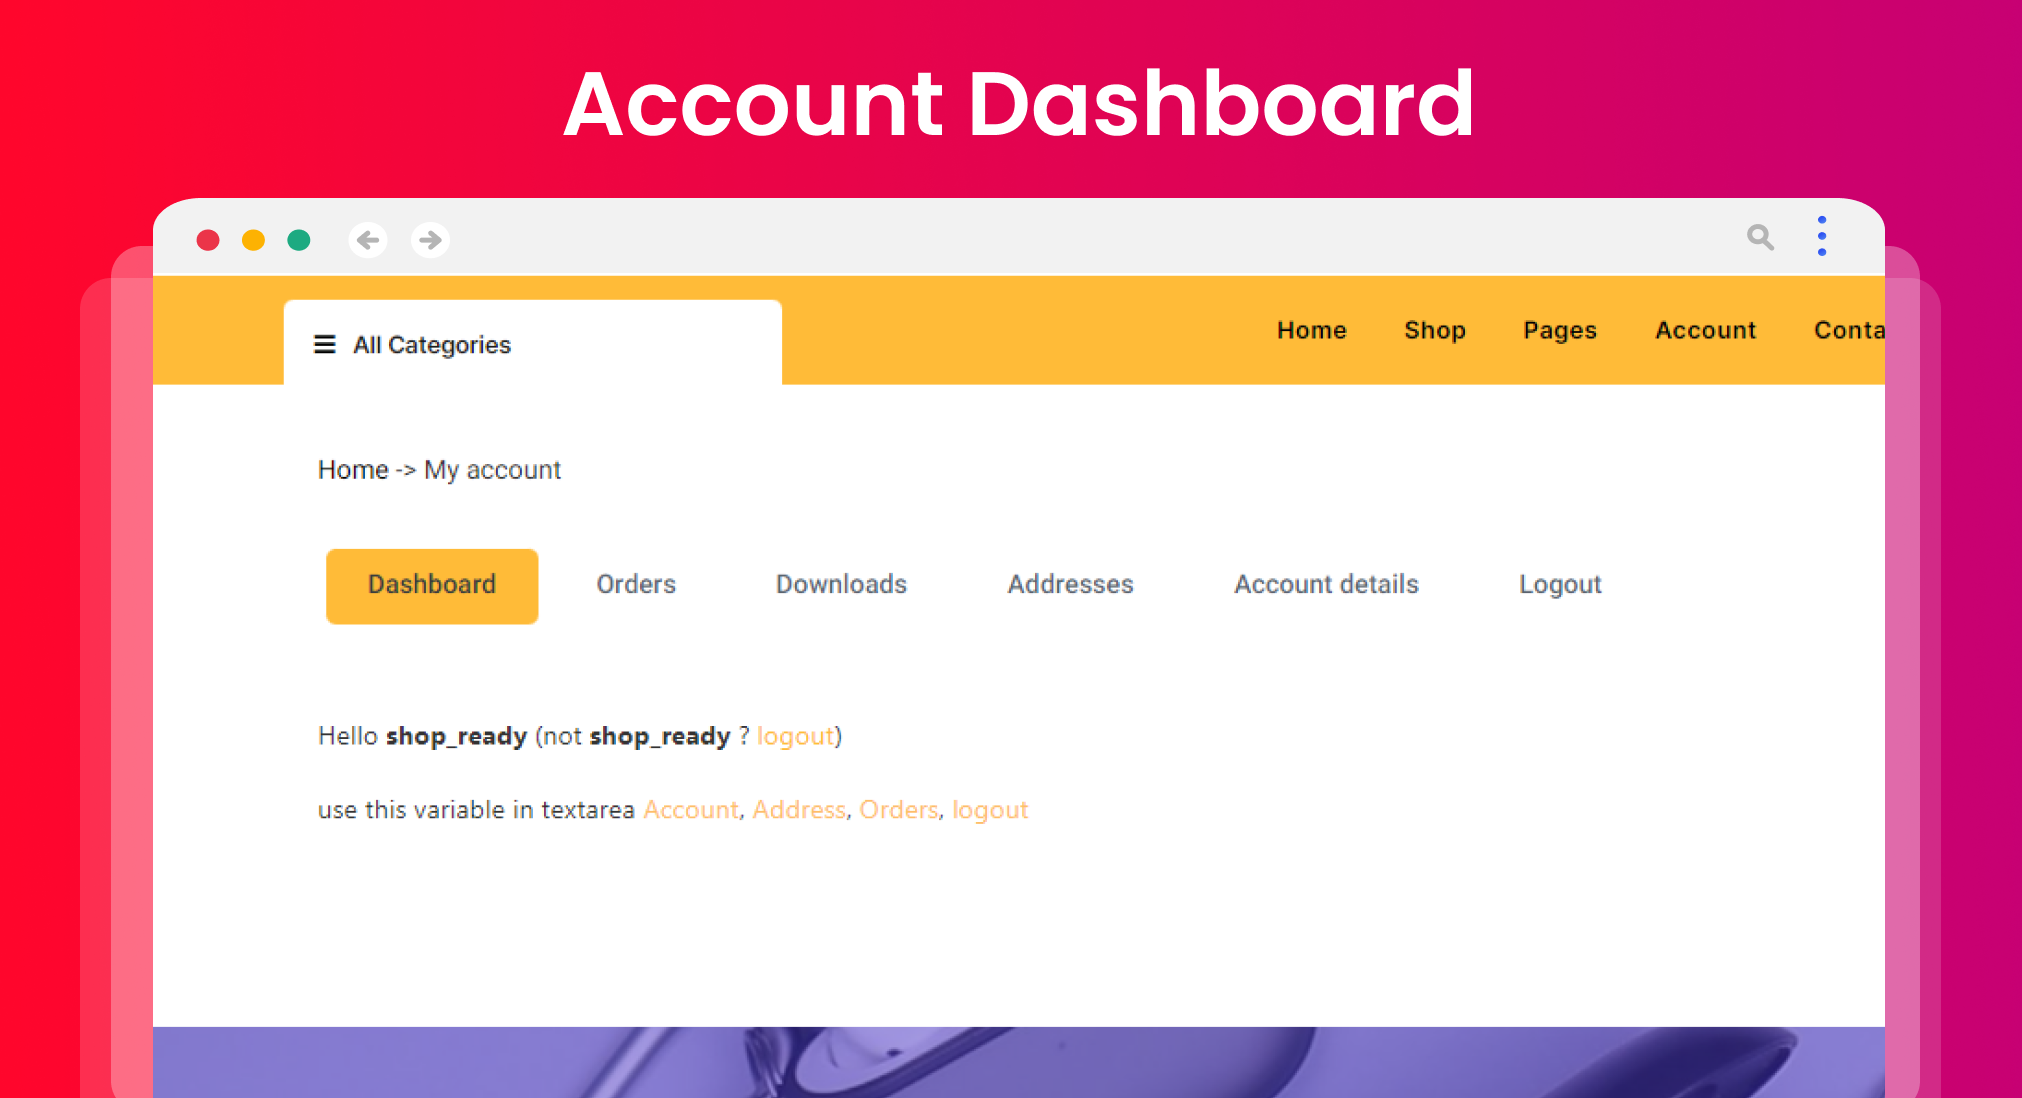 Account Dashboard
All Categories
Home Shop Pages Account Conta
Home -> My account
Dashboard Orders Downloads Addresses Account details Logout
Hello shop_ready (not shop_ready ? logout)
use this variable in textarea Account, Address, Orders, logout